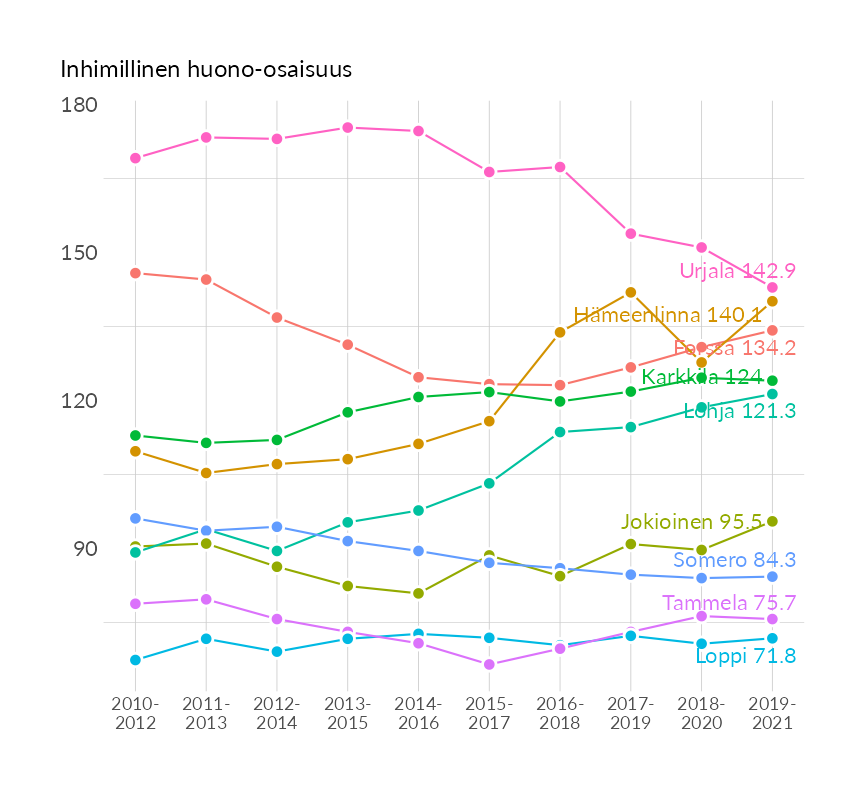 Inhimillinen huono-osaisuus
180
150
120
90
Urjala 142.9
Hämeenlinna 140.1
Forssa 134.2
Karkkila 124
Lohja 121.3
Jokioinen 95.5
Somero 84.3
Tammela 75.7
Loppi 71.8
2010- 2011- 2012- 2013- 2014- 2015- 2016- 2017- 2018- 2019-
2012 2013 2014 2015 2016 2017 2018 2019 2020 2021